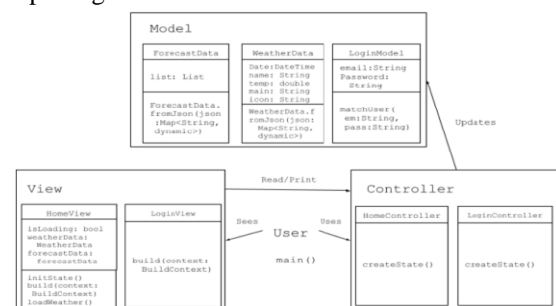 Model
ForecastData
list: List
ForecastData.
fromJson(json
:Map<String,
dynamic>)
WeatherData
Date:DateTime
name: String
temp: double
main: String
icon: String
WeatherData.f
romJson(json:
Map<String,
dynamic>)
LoginModel
email:String
Password:
String
matchUser(
em:String,
pass:String)
Updates
View
HomeView
isLoading: bool
weatherData:
WeatherData
forecastData:
forecastData
initState()
build(context:
BuildContext)
loadWeather()
LoginView
build(context:
BuildContext)
Read/Print
Sees
Uses
User
main()
Controller
HomeController
createState()
LoginController
createState()